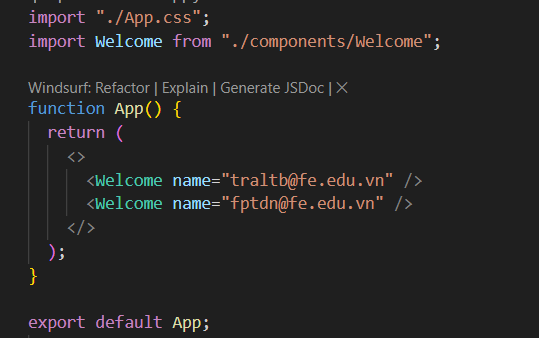 import "./App.css";
import Welcome from "./components/Welcome";
Windsurf: Refactor | Explain | Generate JSDoc | ×
function App() {
return (
<>
<Welcome name="traltb@fe.edu.vn" />
<Welcome name="fptdn@fe.edu.vn" />
</>
);
}
export default App;